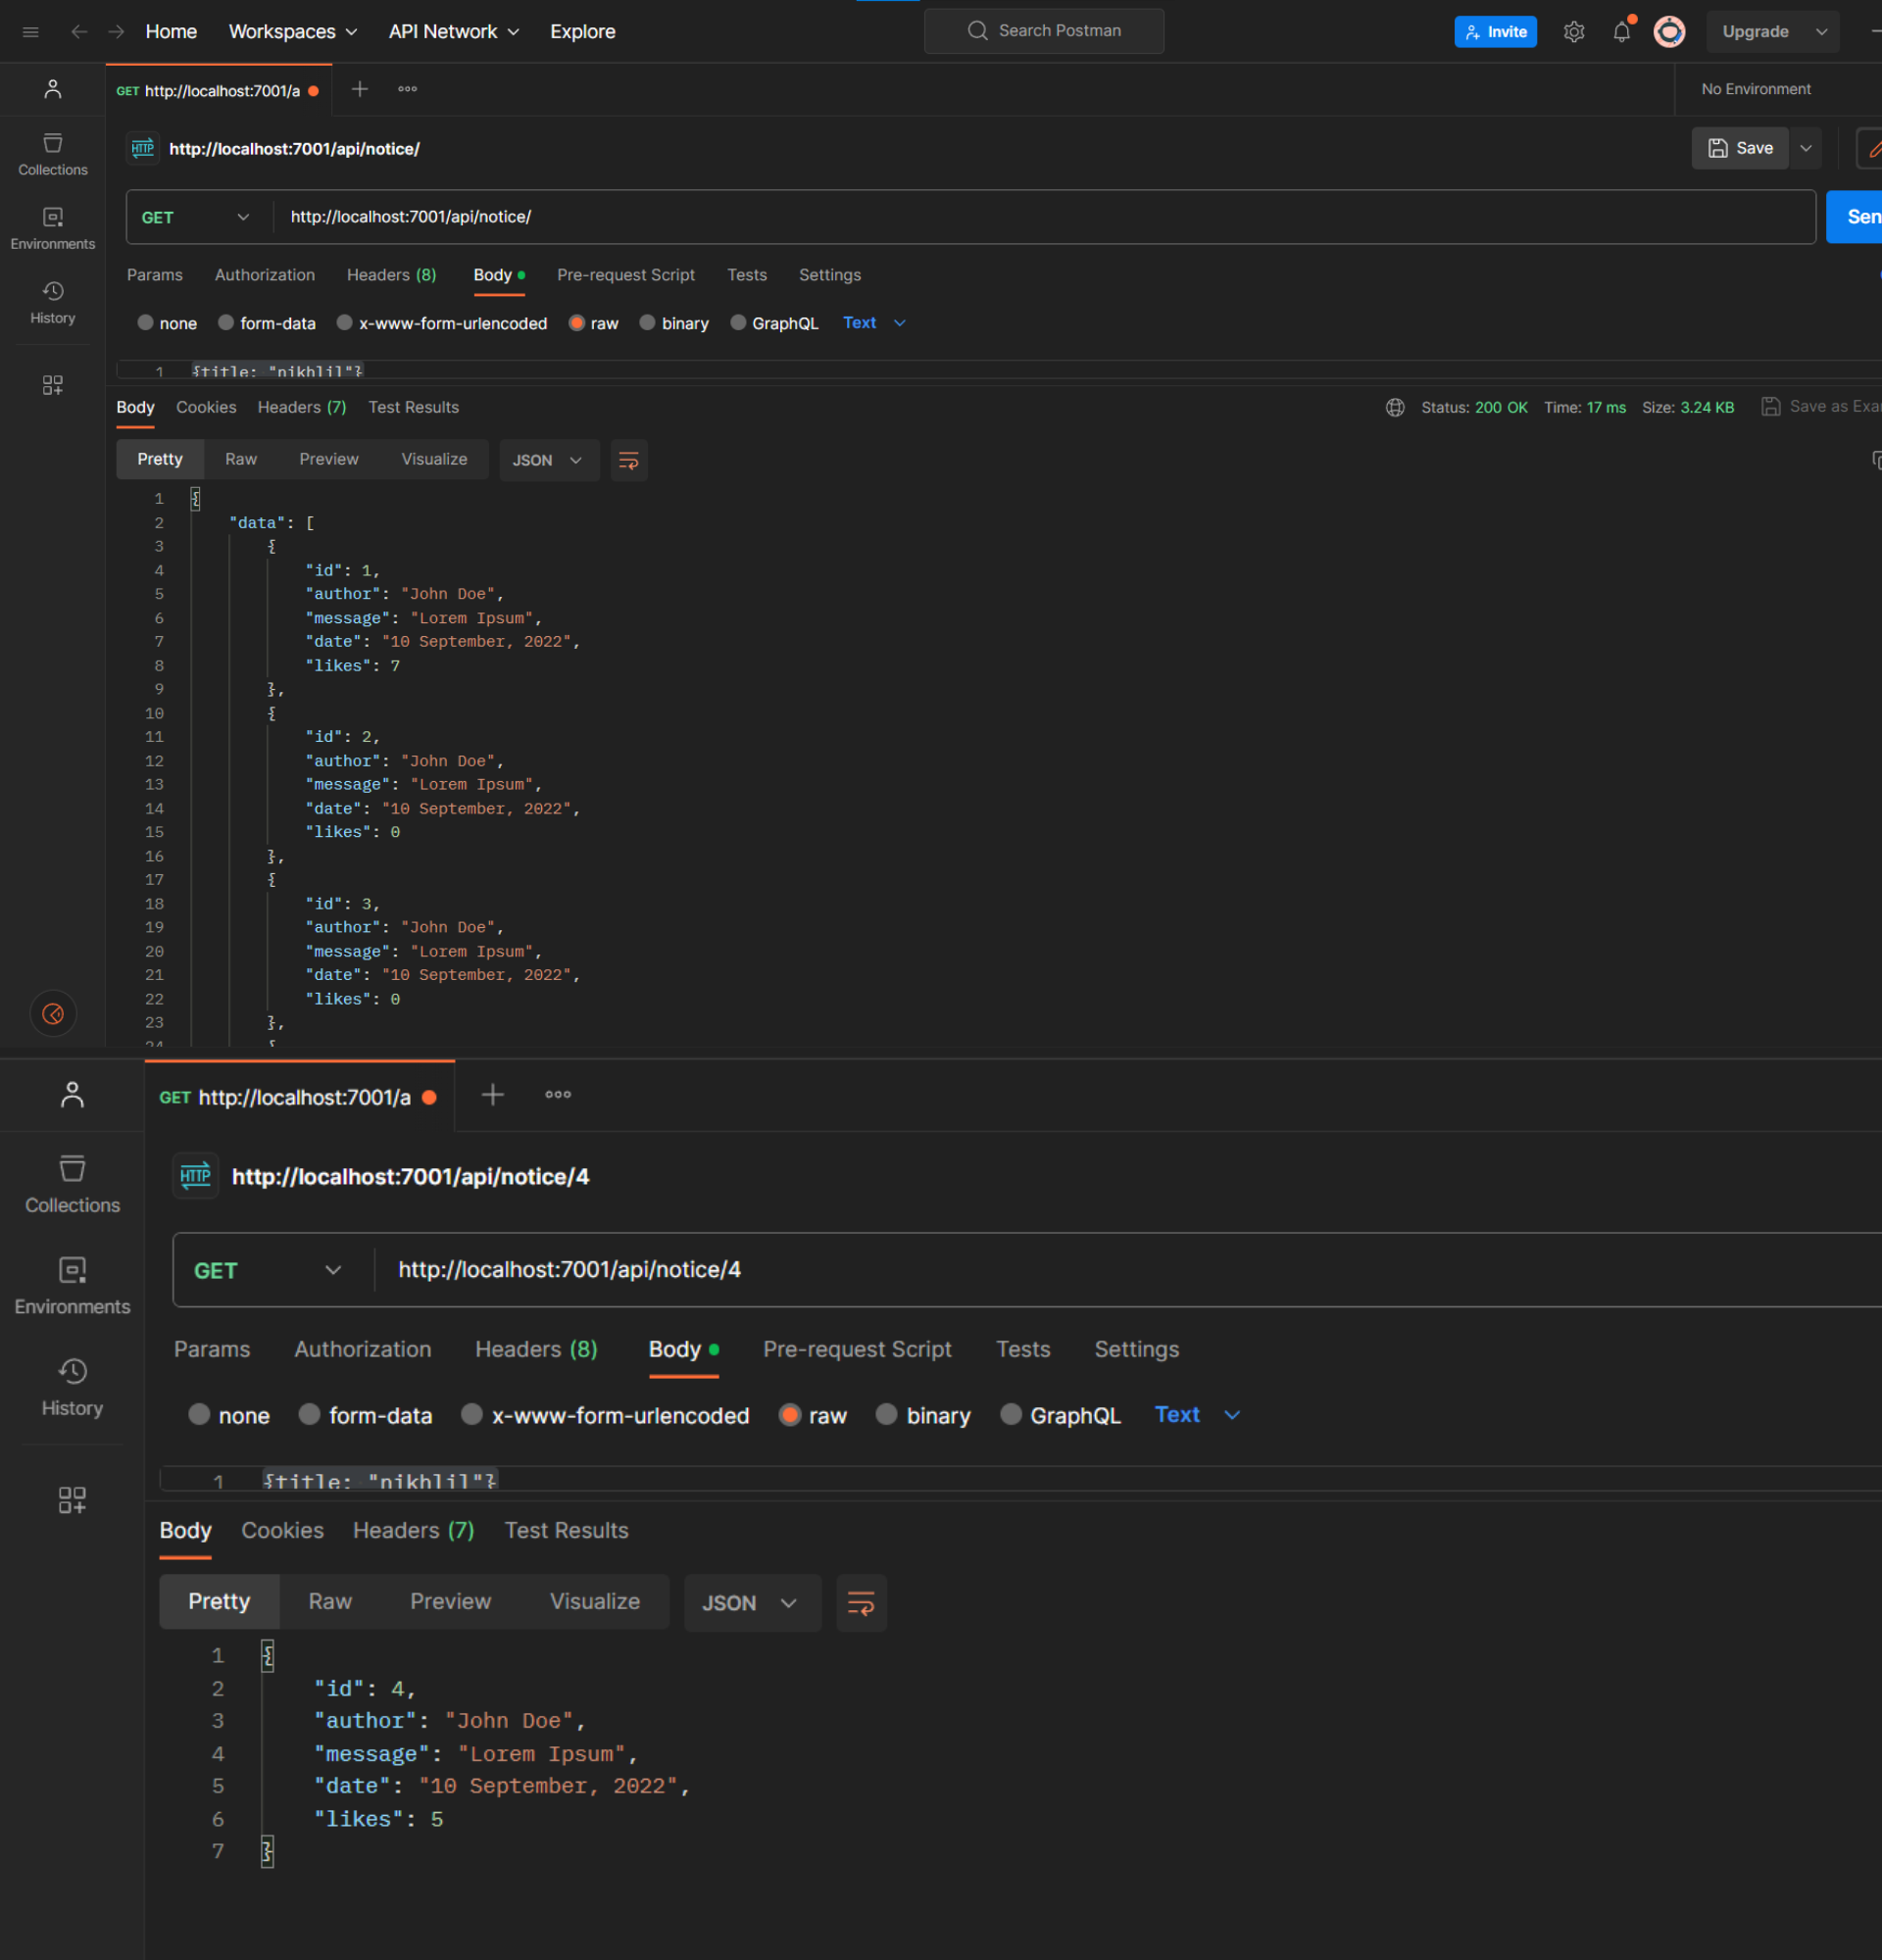 Home Workspaces API Network Explore Search Postman Invite Upgrade
GET http://localhost:7001/a No Environment
HTTP http://localhost:7001/api/notice/ Save
Collections
GET http://localhost:7001/api/notice/ Sen
Environments
Params Authorization Headers (8) Body Pre-request Script Tests Settings
History
none form-data x-www-form-urlencoded raw binary GraphQL Text
1 {title: "nikhlil"}
Body Cookies Headers (7) Test Results Status: 200 OK Time: 17 ms Size: 3.24 KB Save as Exa
Pretty Raw Preview Visualize JSON
1 {
2 "data": [
3 {
4 "id": 1,
5 "author": "John Doe",
6 "message": "Lorem Ipsum",
7 "date": "10 September, 2022",
8 "likes": 7
9 },
10 {
11 "id": 2,
12 "author": "John Doe",
13 "message": "Lorem Ipsum",
14 "date": "10 September, 2022",
15 "likes": 0
16 },
17 {
18 "id": 3,
19 "author": "John Doe",
20 "message": "Lorem Ipsum",
21 "date": "10 September, 2022",
22 "likes": 0
23 },
24 {
GET http://localhost:7001/a
HTTP http://localhost:7001/api/notice/4
Collections
GET http://localhost:7001/api/notice/4
Environments
Params Authorization Headers (8) Body Pre-request Script Tests Settings
History
none form-data x-www-form-urlencoded raw binary GraphQL Text
1 {title: "nikhlil"}
Body Cookies Headers (7) Test Results
Pretty Raw Preview Visualize JSON
1 {
2 "id": 4,
3 "author": "John Doe",
4 "message": "Lorem Ipsum",
5 "date": "10 September, 2022",
6 "likes": 5
7 }